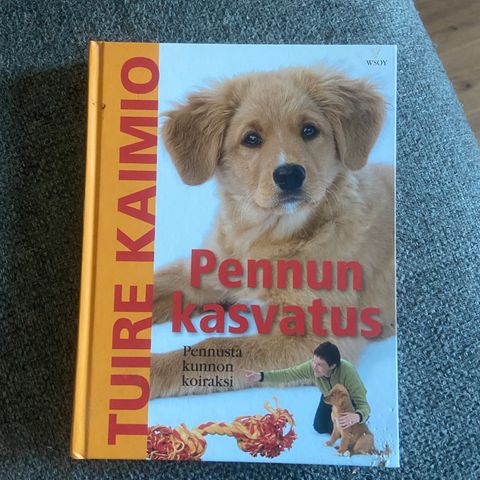 TUIRE KAIMIO
WSOY
Pennun
kasvatus
Pennusta
kunnon
koiraksi